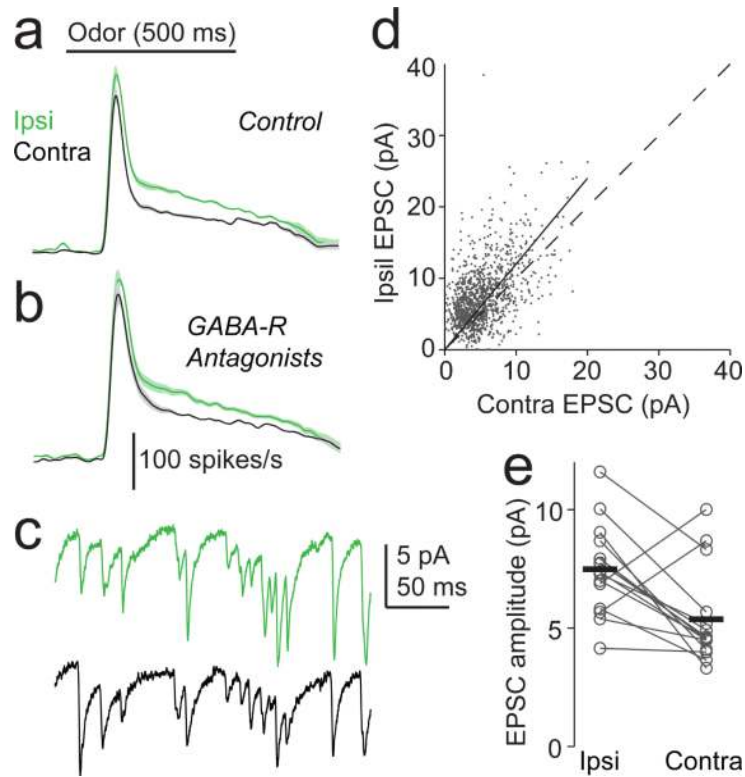 a
Odor (500 ms)
Ipsi
Contra
Control
b
GABA-R
Antagonists
100 spikes/s
c
5 pA
50 ms
d
40
30
20
10
0
Ipsil EPSC (pA)
0 10 20 30 40
Contra EPSC (pA)
e
10
5
0
EPSC amplitude (pA)
Ipsi Contra